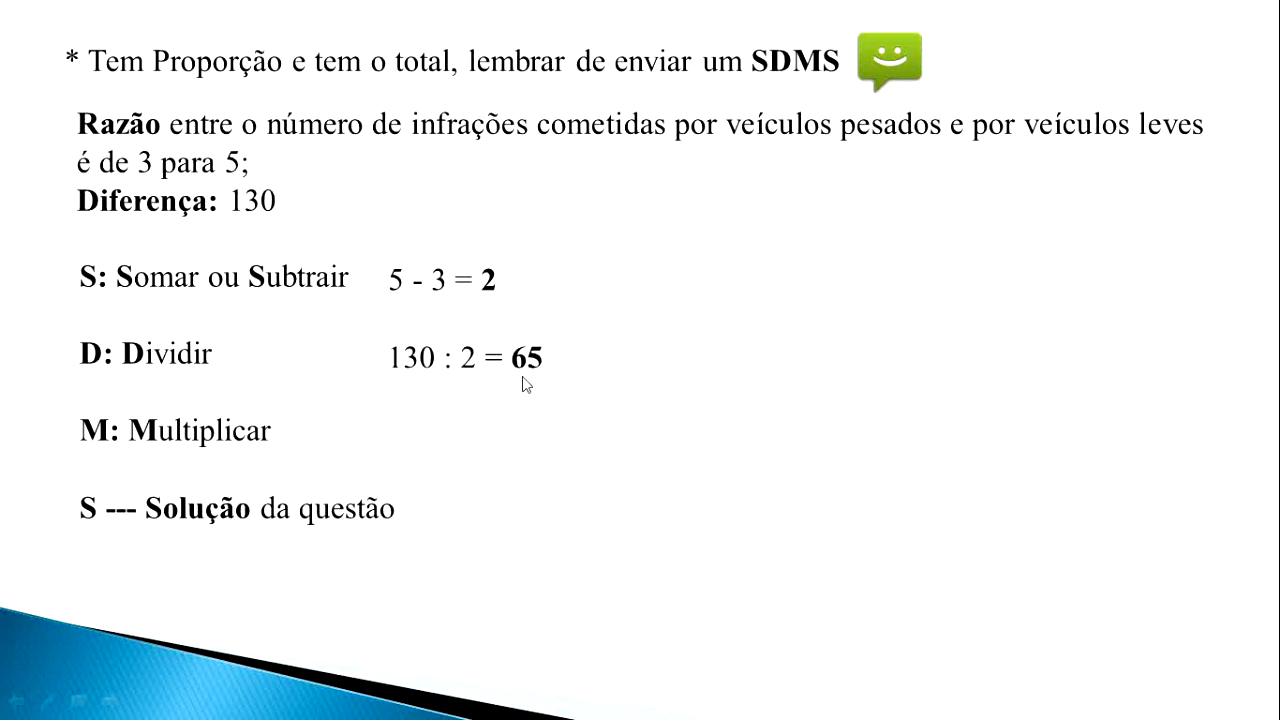 * Tem Proporção e tem o total, lembrar de enviar um SDMS
Razão entre o número de infrações cometidas por veículos pesados e por veículos leves
é de 3 para 5;
Diferença: 130
S: Somar ou Subtrair 5 - 3 = 2
D: Dividir 130 : 2 = 65
M: Multiplicar
S --- Solução da questão